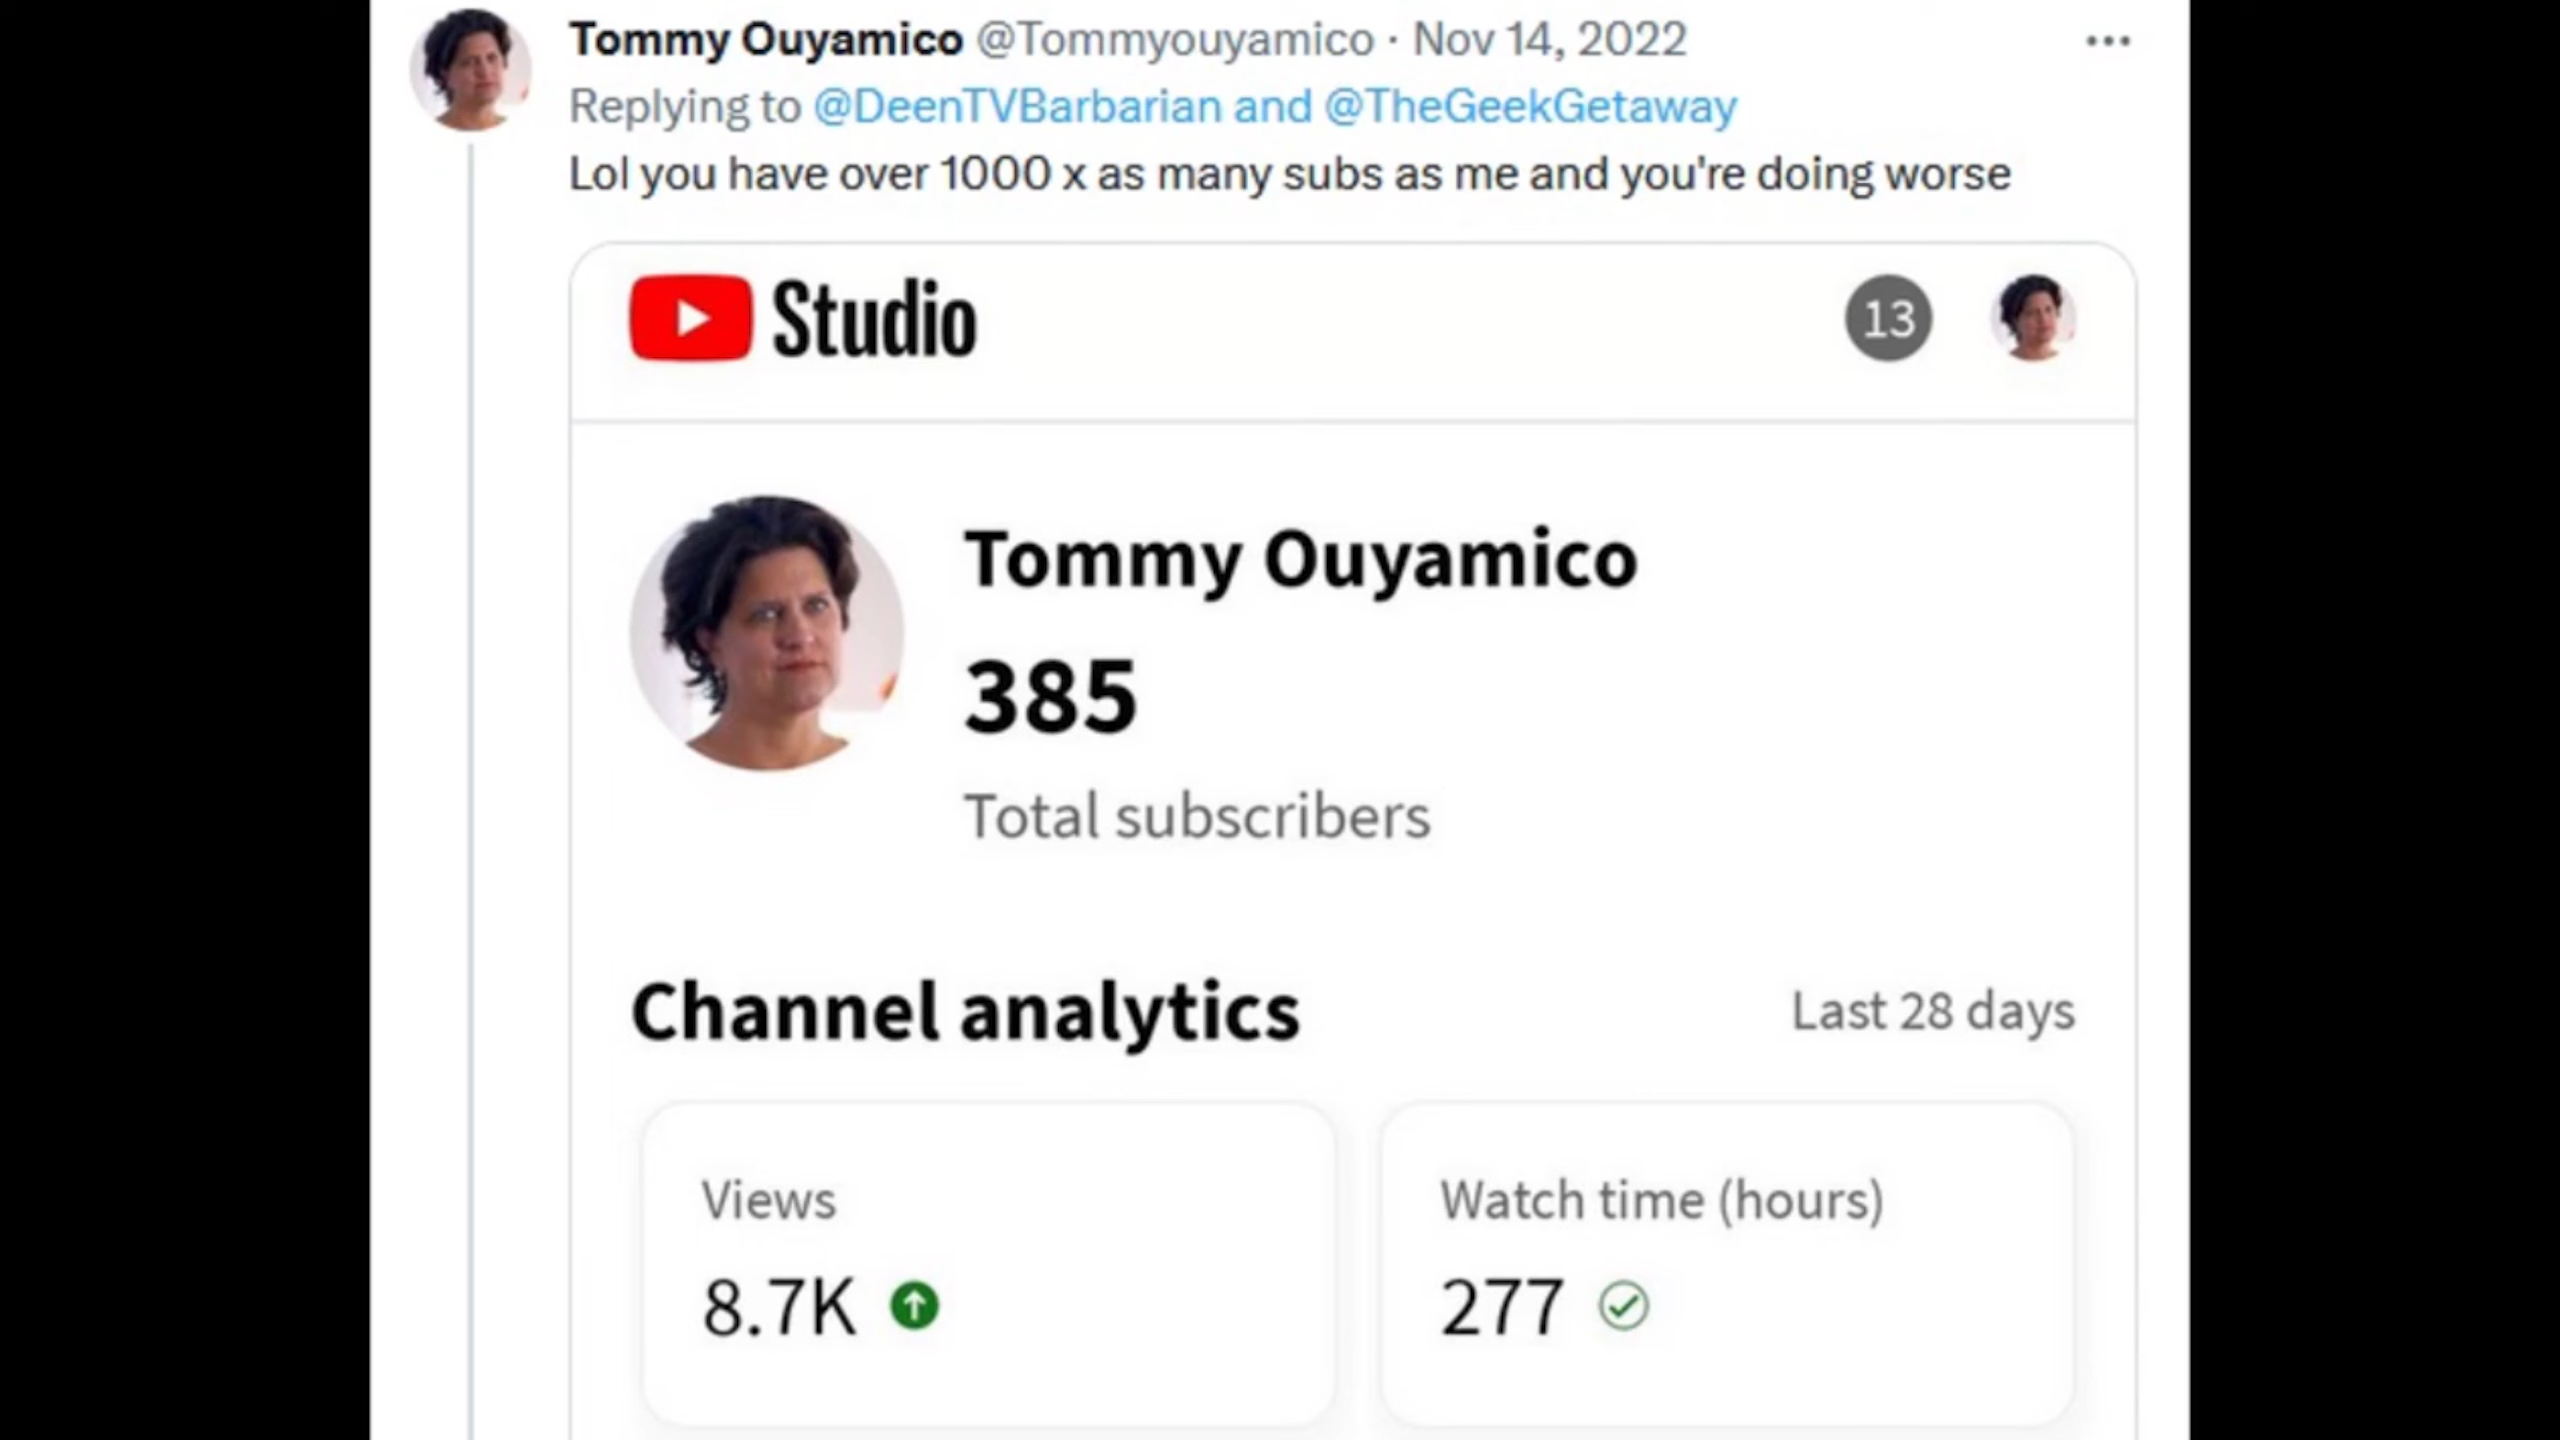 Tommy Ouyamico @Tommyouyamico · Nov 14, 2022
Replying to @DeenTVBarbarian and @TheGeekGetaway
Lol you have over 1000 x as many subs as me and you're doing worse
Studio
13
Tommy Ouyamico
385
Total subscribers
Channel analytics Last 28 days
Views Watch time (hours)
8.7K 277